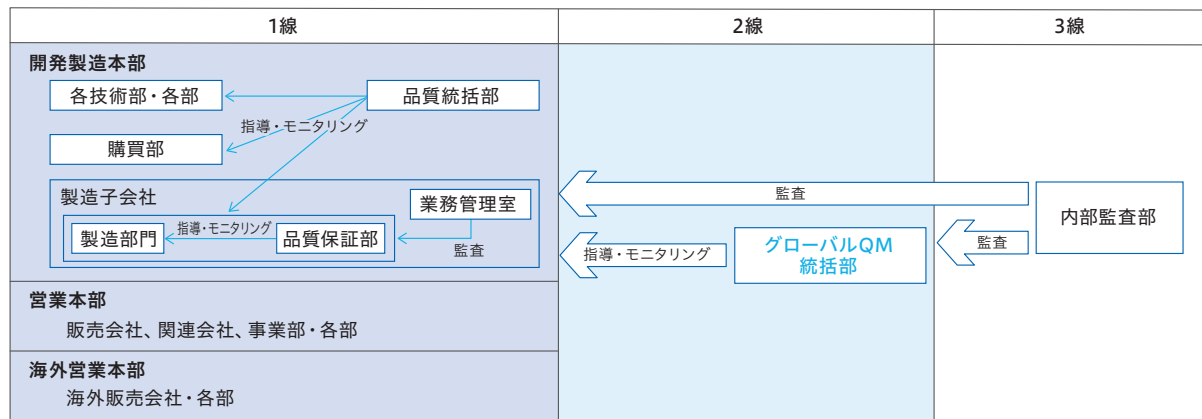 1線
2線
3線
開発製造本部
各技術部・各部
品質統括部
指導・モニタリング
購買部
製造子会社
業務管理室
製造部門
指導・モニタリング
品質保証部
監査
監査
内部監査部
指導・モニタリング
グローバルQM
統括部
監査
営業本部
販売会社、関連会社、事業部・各部
海外営業本部
海外販売会社・各部